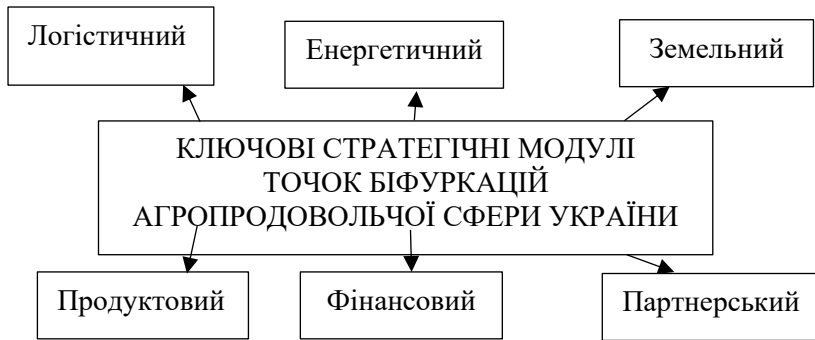 Логістичний
Енергетичний
Земельний
КЛЮЧОВІ СТРАТЕГІЧНІ МОДУЛІ
ТОЧОК БІФУРКАЦІЙ
АГРОПРОДОВОЛЬЧОЇ СФЕРИ УКРАЇНИ
Продуктовий
Фінансовий
Партнерський